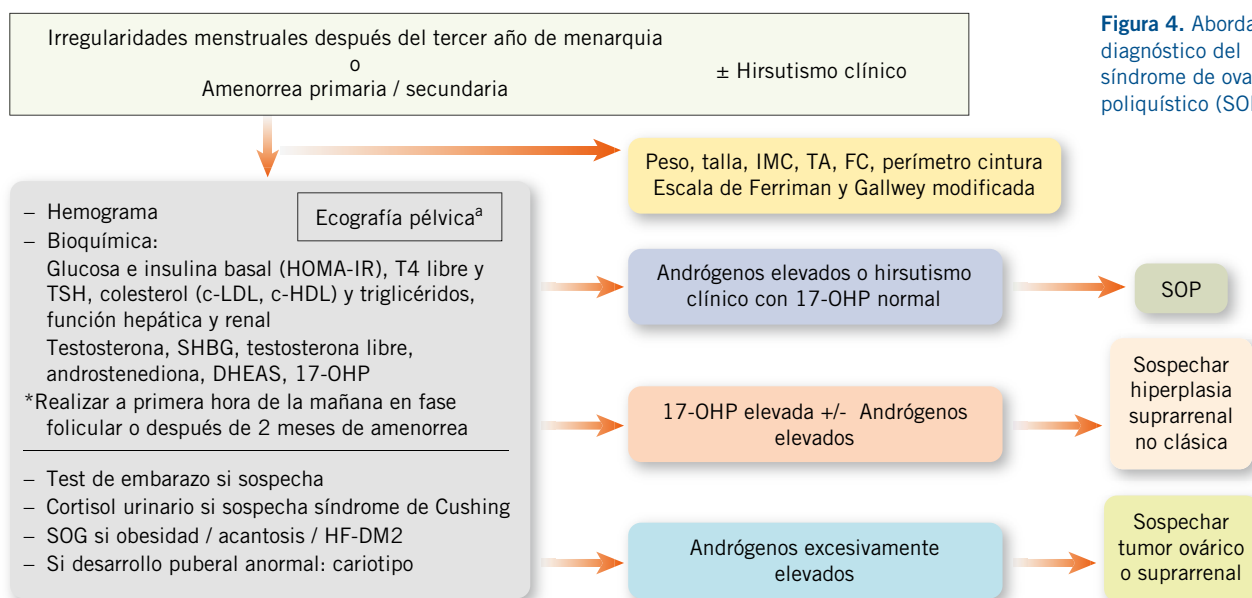 Irregularidades menstruales después del tercer año de menarquia
o
Amenorrea primaria / secundaria
± Hirsutismo clínico
Figura 4. Aborda
diagnóstico del
síndrome de ova
poliquístico (SO
Peso, talla, IMC, TA, FC, perímetro cintura
Escala de Ferriman y Gallwey modificada
– Hemograma
Ecografía pélvicaª
– Bioquímica:
Glucosa e insulina basal (HOMA-IR), T4 libre y
TSH, colesterol (c-LDL, c-HDL) y triglicéridos,
función hepática y renal
Testosterona, SHBG, testosterona libre,
androstenediona, DHEAS, 17-OHP
*Realizar a primera hora de la mañana en fase
folicular o después de 2 meses de amenorrea
– Test de embarazo si sospecha
– Cortisol urinario si sospecha síndrome de Cushing
– SOG si obesidad / acantosis / HF-DM2
– Si desarrollo puberal anormal: cariotipo
Andrógenos elevados o hirsutismo
clínico con 17-OHP normal
SOP
17-OHP elevada +/- Andrógenos
elevados
Sospechar
hiperplasia
suprarrenal
no clásica
Andrógenos excesivamente
elevados
Sospechar
tumor ovárico
o suprarrenal